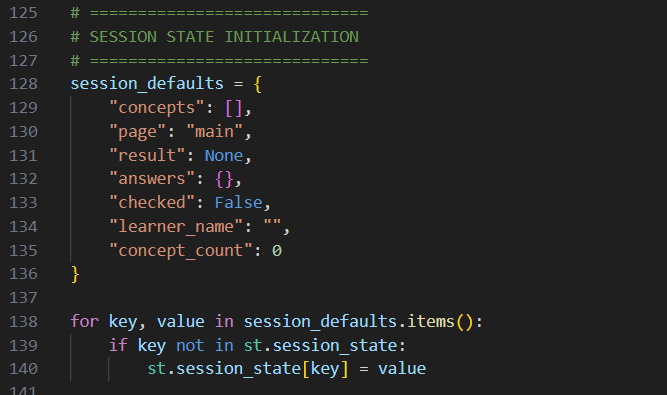 125 # =============================
126 # SESSION STATE INITIALIZATION
127 # =============================
128 session_defaults = {
129     "concepts": [],
130     "page": "main",
131     "result": None,
132     "answers": {},
133     "checked": False,
134     "learner_name": "",
135     "concept_count": 0
136 }
137
138 for key, value in session_defaults.items():
139     if key not in st.session_state:
140         st.session_state[key] = value
141